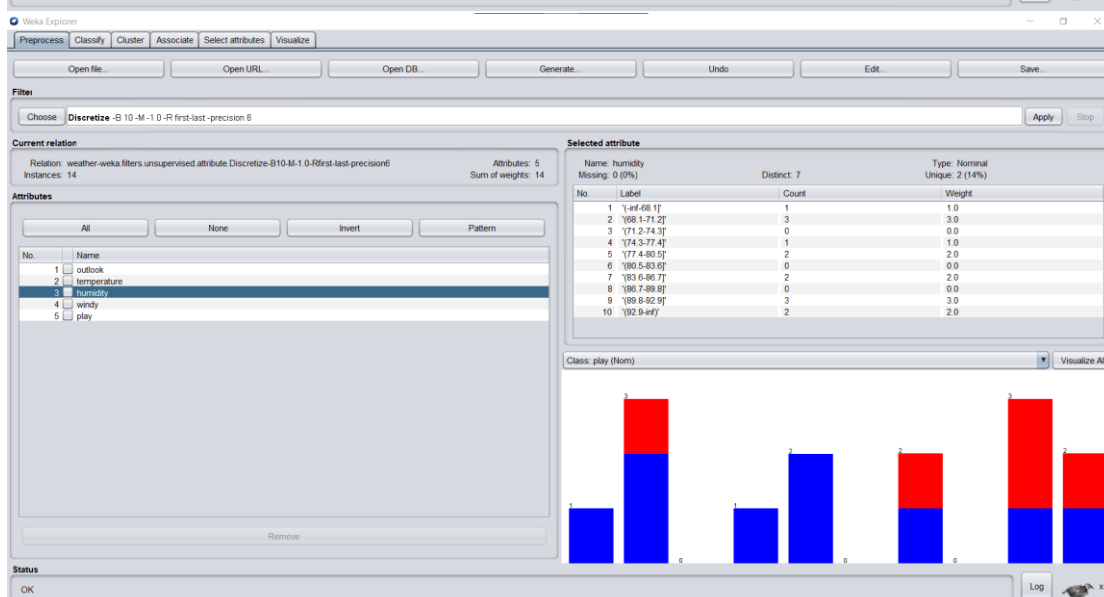 Weka Explorer
Preprocess Classify Cluster Associate Select attributes Visualize
Open file... Open URL... Open DB... Generate... Undo Edit... Save...
Filter
Choose Discretize -B 10 -M -1.0 -R first-last -precision 6 Apply Stop
Current relation
Relation: weather-weka.filters.unsupervised.attribute.Discretize-B10-M-1.0-Rfirst-last-precision6 Attributes: 5
Instances: 14 Sum of weights: 14
Attributes
All None Invert Pattern
No. Name
1 outlook
2 temperature
3 humidity
4 windy
5 play
Remove
Selected attribute
Name: humidity Type: Nominal
Missing: 0 (0%) Distinct: 7 Unique: 2 (14%)
No. Label Count Weight
1 '(-inf-68.1]' 1 1.0
2 '(68.1-71.2]' 3 3.0
3 '(71.2-74.3]' 0 0.0
4 '(74.3-77.4]' 1 1.0
5 '(77.4-80.5]' 2 2.0
6 '(80.5-83.6]' 0 0.0
7 '(83.6-86.7]' 2 2.0
8 '(86.7-89.8]' 0 0.0
9 '(89.8-92.9]' 3 3.0
10 '(92.9-inf)' 2 2.0
Class: play (Nom) Visualize Al
1 3 0 1 2 0 2 0 3 2
Status
OK Log x